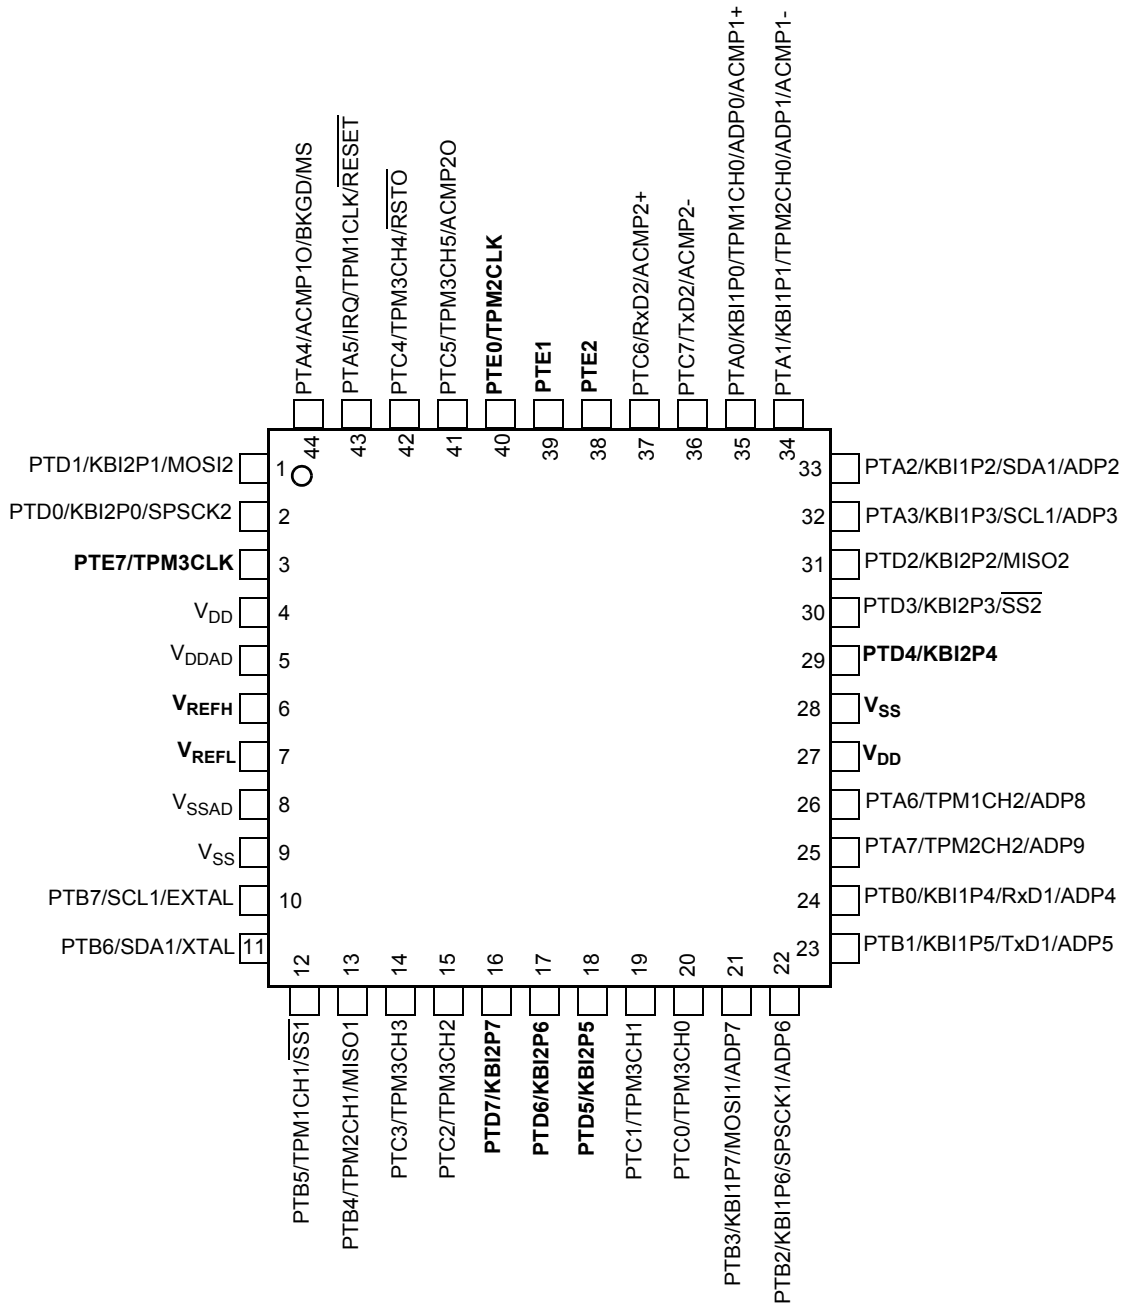 PTA4/ACMP1O/BKGD/MS
PTA5/IRQ/TPM1CLK/RESET
PTC4/TPM3CH4/RSTO
PTC5/TPM3CH5/ACMP2O
PTE0/TPM2CLK
PTE1
PTE2
PTC6/RxD2/ACMP2+
PTC7/TxD2/ACMP2-
PTA0/KBI1P0/TPM1CH0/ADP0/ACMP1+
PTA1/KBI1P1/TPM2CH0/ADP1/ACMP1-
44
43
42
41
40
39
38
37
36
35
34
PTD1/KBI2P1/MOSI2 1
PTD0/KBI2P0/SPSCK2 2
PTE7/TPM3CLK 3
VDD 4
VDDAD 5
VREFH 6
VREFL 7
VSSAD 8
VSS 9
PTB7/SCL1/EXTAL 10
PTB6/SDA1/XTAL 11
33 PTA2/KBI1P2/SDA1/ADP2
32 PTA3/KBI1P3/SCL1/ADP3
31 PTD2/KBI2P2/MISO2
30 PTD3/KBI2P3/SS2
29 PTD4/KBI2P4
28 VSS
27 VDD
26 PTA6/TPM1CH2/ADP8
25 PTA7/TPM2CH2/ADP9
24 PTB0/KBI1P4/RxD1/ADP4
23 PTB1/KBI1P5/TxD1/ADP5
12
13
14
15
16
17
18
19
20
21
22
PTB5/TPM1CH1/SS1
PTB4/TPM2CH1/MISO1
PTC3/TPM3CH3
PTC2/TPM3CH2
PTD7/KBI2P7
PTD6/KBI2P6
PTD5/KBI2P5
PTC1/TPM3CH1
PTC0/TPM3CH0
PTB3/KBI1P7/MOSI1/ADP7
PTB2/KBI1P6/SPSCK1/ADP6